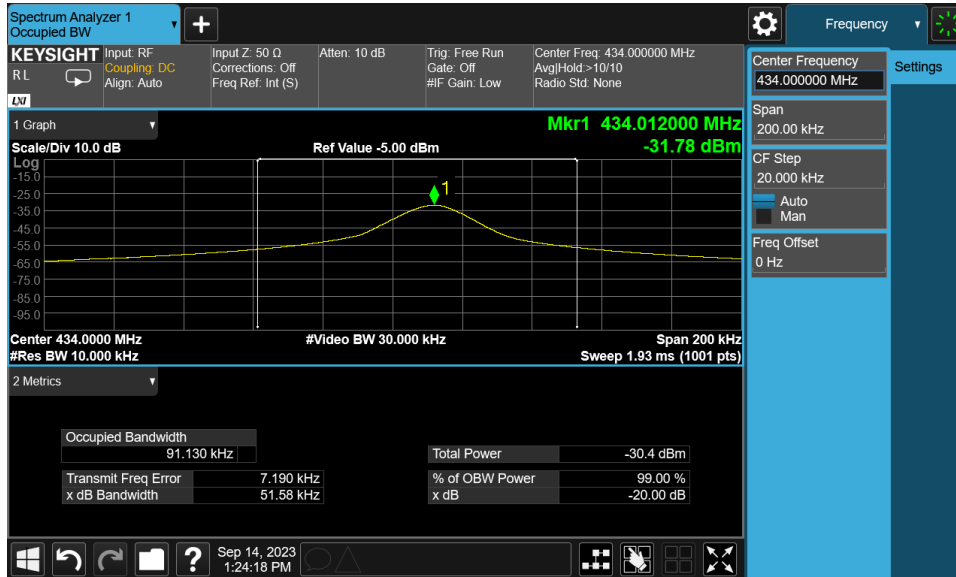 Spectrum Analyzer 1
Occupied BW
+
Frequency
KEYSIGHT
R L
LXI
Input: RF
Coupling: DC
Align: Auto
Input Z: 50 Ω
Corrections: Off
Freq Ref: Int (S)
Atten: 10 dB
Trig: Free Run
Gate: Off
#IF Gain: Low
Center Freq: 434.000000 MHz
Avg|Hold:>10/10
Radio Std: None
Center Frequency
434.000000 MHz
Settings
Span
200.00 kHz
CF Step
20.000 kHz
Auto
Man
Freq Offset
0 Hz
1 Graph
Mkr1 434.012000 MHz
-31.78 dBm
Scale/Div 10.0 dB
Ref Value -5.00 dBm
Log
-15.0
-25.0
-35.0
-45.0
-55.0
-65.0
-75.0
-85.0
-95.0
1
Center 434.0000 MHz
#Video BW 30.000 kHz
Span 200 kHz
#Res BW 10.000 kHz
Sweep 1.93 ms (1001 pts)
2 Metrics
Occupied Bandwidth
91.130 kHz
Total Power -30.4 dBm
Transmit Freq Error 7.190 kHz
% of OBW Power 99.00 %
x dB Bandwidth 51.58 kHz
x dB -20.00 dB
?
Sep 14, 2023
1:24:18 PM